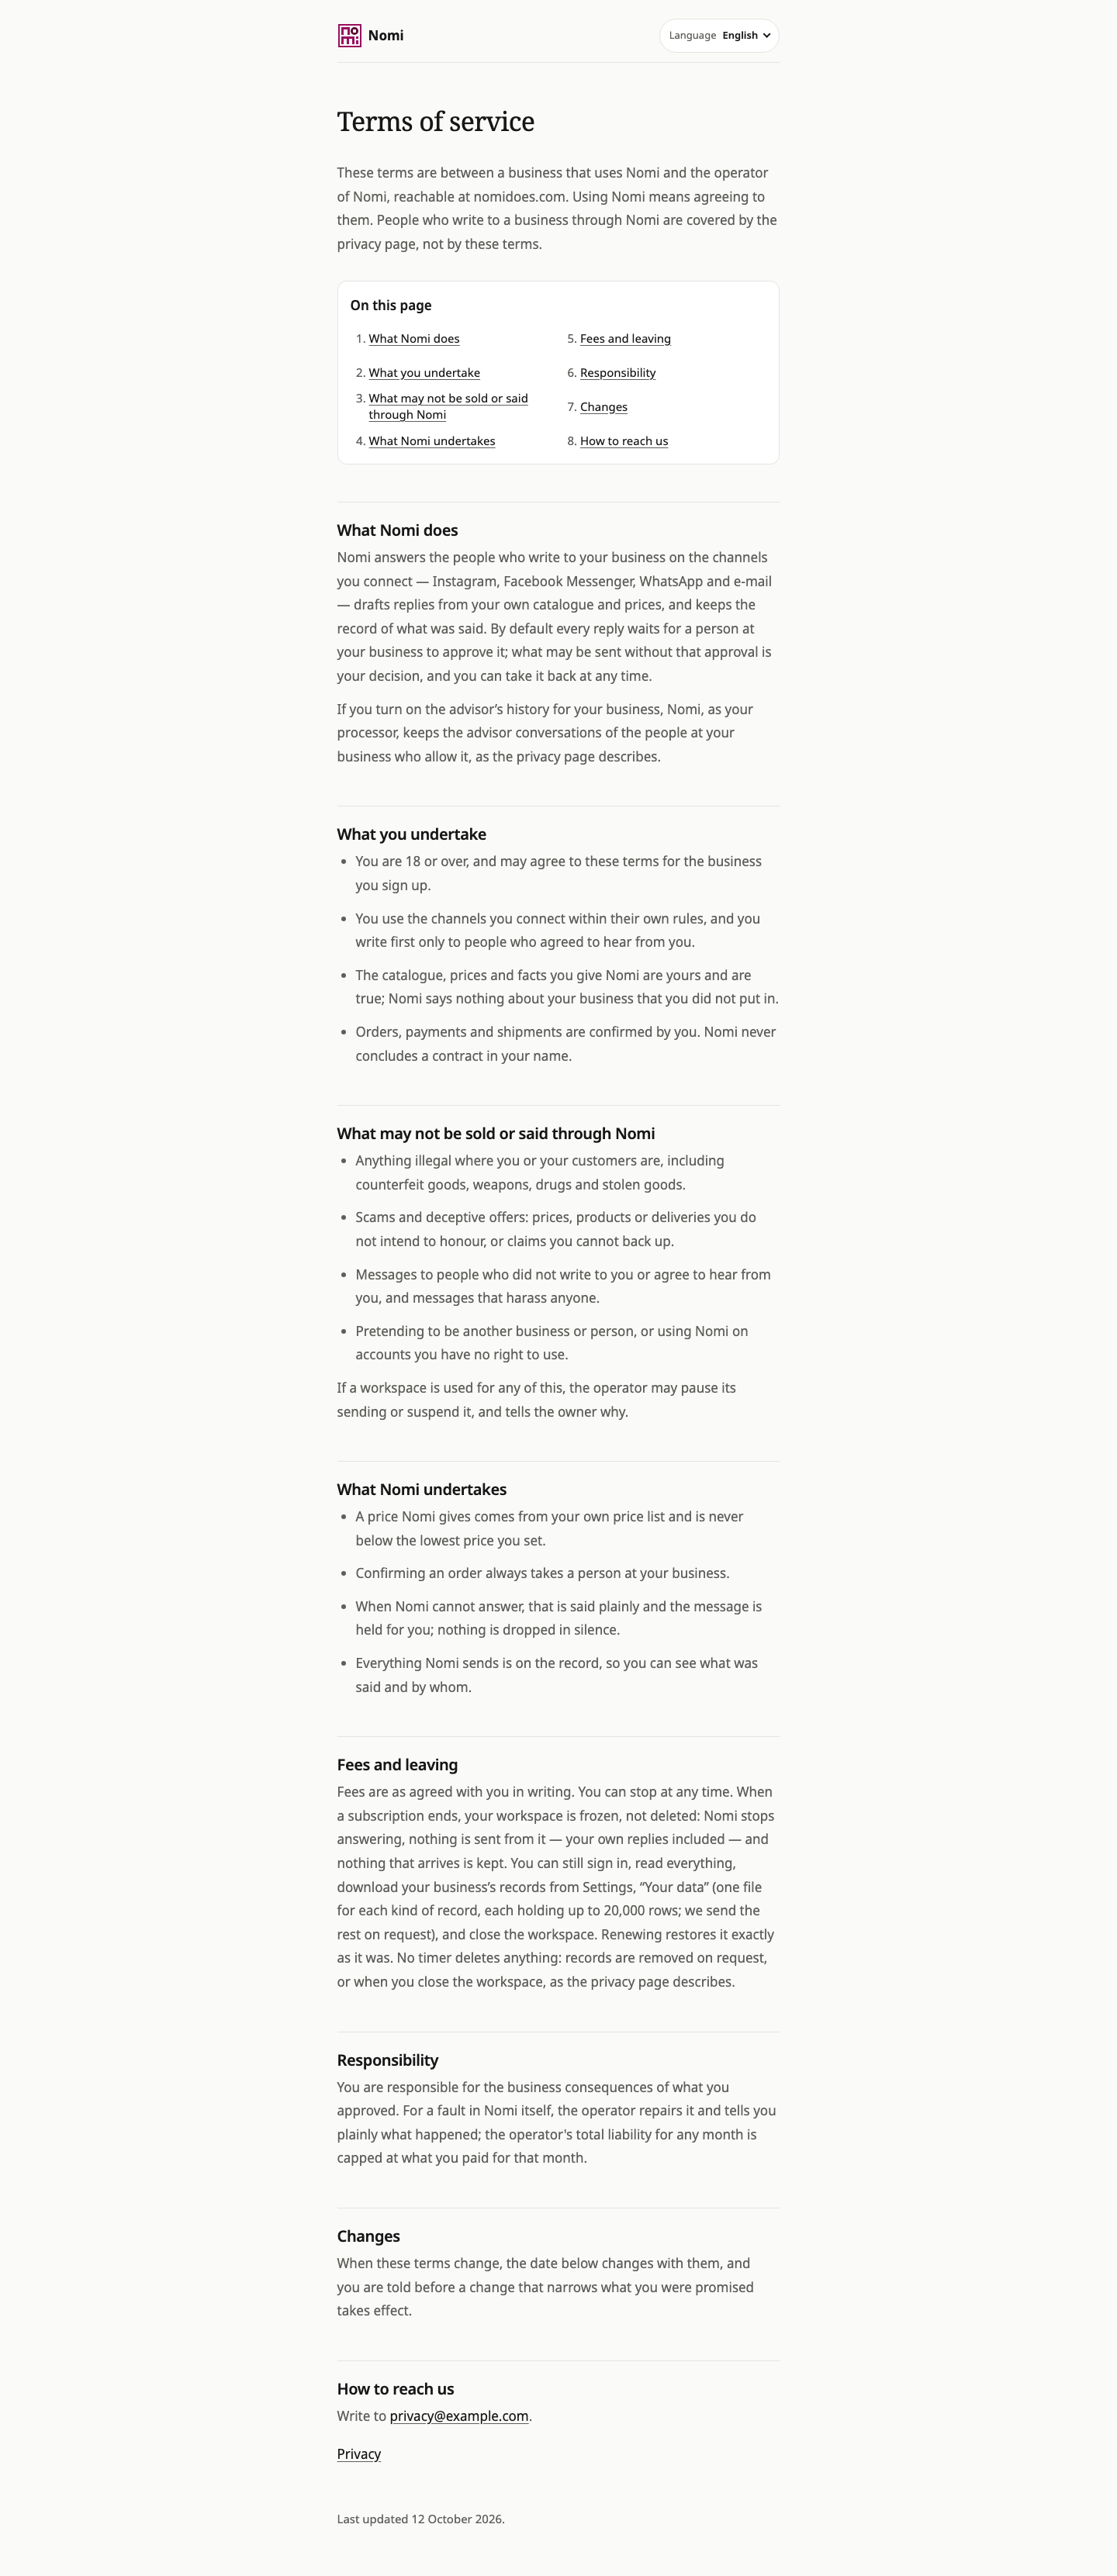 Nomi
Language English
Terms of service
These terms are between a business that uses Nomi and the operator
of Nomi, reachable at nomidoes.com. Using Nomi means agreeing to
them. People who write to a business through Nomi are covered by the
privacy page, not by these terms.
On this page
1. What Nomi does
2. What you undertake
3. What may not be sold or said
through Nomi
4. What Nomi undertakes
5. Fees and leaving
6. Responsibility
7. Changes
8. How to reach us
What Nomi does
Nomi answers the people who write to your business on the channels
you connect — Instagram, Facebook Messenger, WhatsApp and e-mail
— drafts replies from your own catalogue and prices, and keeps the
record of what was said. By default every reply waits for a person at
your business to approve it; what may be sent without that approval is
your decision, and you can take it back at any time.
If you turn on the advisor’s history for your business, Nomi, as your
processor, keeps the advisor conversations of the people at your
business who allow it, as the privacy page describes.
What you undertake
• You are 18 or over, and may agree to these terms for the business
you sign up.
• You use the channels you connect within their own rules, and you
write first only to people who agreed to hear from you.
• The catalogue, prices and facts you give Nomi are yours and are
true; Nomi says nothing about your business that you did not put in.
• Orders, payments and shipments are confirmed by you. Nomi never
concludes a contract in your name.
What may not be sold or said through Nomi
• Anything illegal where you or your customers are, including
counterfeit goods, weapons, drugs and stolen goods.
• Scams and deceptive offers: prices, products or deliveries you do
not intend to honour, or claims you cannot back up.
• Messages to people who did not write to you or agree to hear from
you, and messages that harass anyone.
• Pretending to be another business or person, or using Nomi on
accounts you have no right to use.
If a workspace is used for any of this, the operator may pause its
sending or suspend it, and tells the owner why.
What Nomi undertakes
• A price Nomi gives comes from your own price list and is never
below the lowest price you set.
• Confirming an order always takes a person at your business.
• When Nomi cannot answer, that is said plainly and the message is
held for you; nothing is dropped in silence.
• Everything Nomi sends is on the record, so you can see what was
said and by whom.
Fees and leaving
Fees are as agreed with you in writing. You can stop at any time. When
a subscription ends, your workspace is frozen, not deleted: Nomi stops
answering, nothing is sent from it — your own replies included — and
nothing that arrives is kept. You can still sign in, read everything,
download your business’s records from Settings, “Your data” (one file
for each kind of record, each holding up to 20,000 rows; we send the
rest on request), and close the workspace. Renewing restores it exactly
as it was. No timer deletes anything: records are removed on request,
or when you close the workspace, as the privacy page describes.
Responsibility
You are responsible for the business consequences of what you
approved. For a fault in Nomi itself, the operator repairs it and tells you
plainly what happened; the operator's total liability for any month is
capped at what you paid for that month.
Changes
When these terms change, the date below changes with them, and
you are told before a change that narrows what you were promised
takes effect.
How to reach us
Write to privacy@example.com.
Privacy
Last updated 12 October 2026.